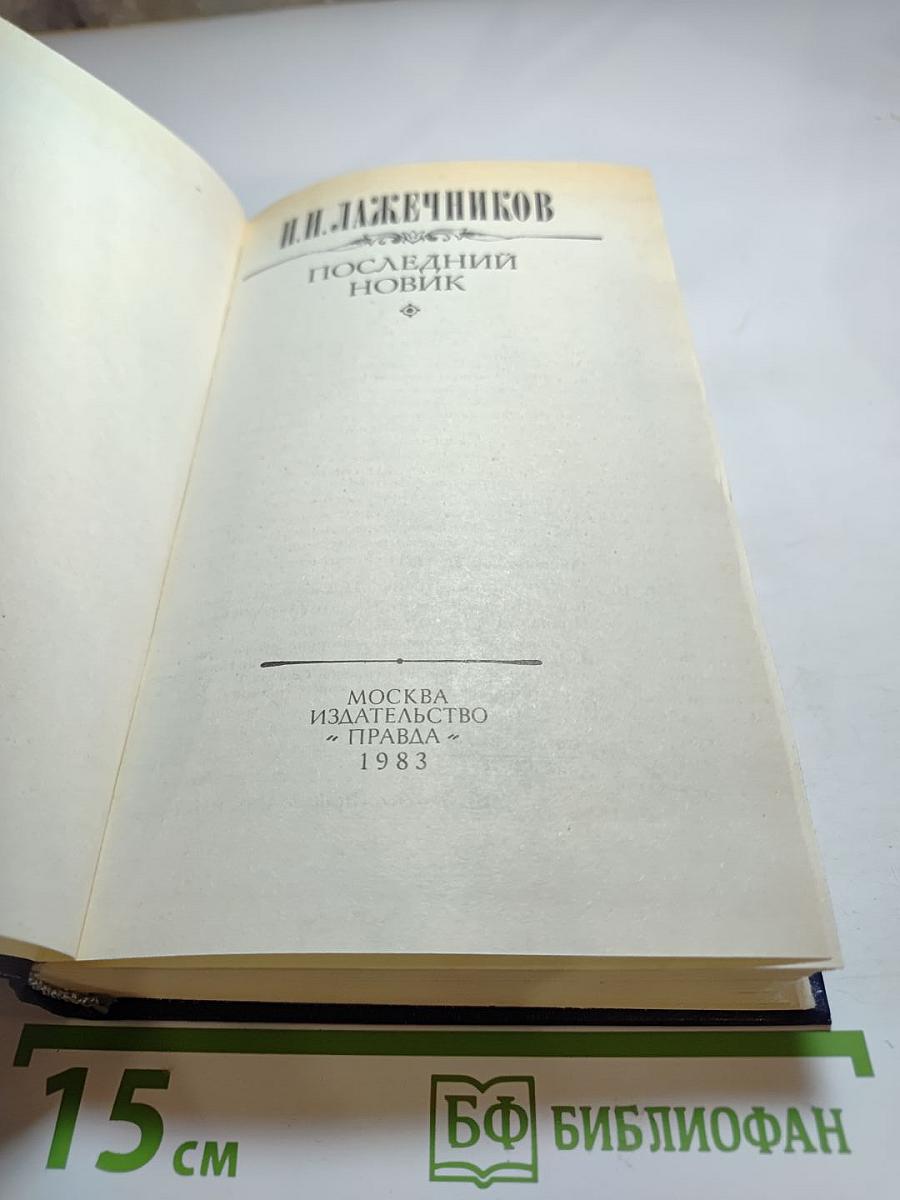 И. И. ЛАЖЕЧНИКОВ
ПОСЛЕДНИЙ
НОВИК
МОСКВА
ИЗДАТЕЛЬСТВО
„ ПРАВДА “
1983
15 см
БФ БИБЛИОФАН